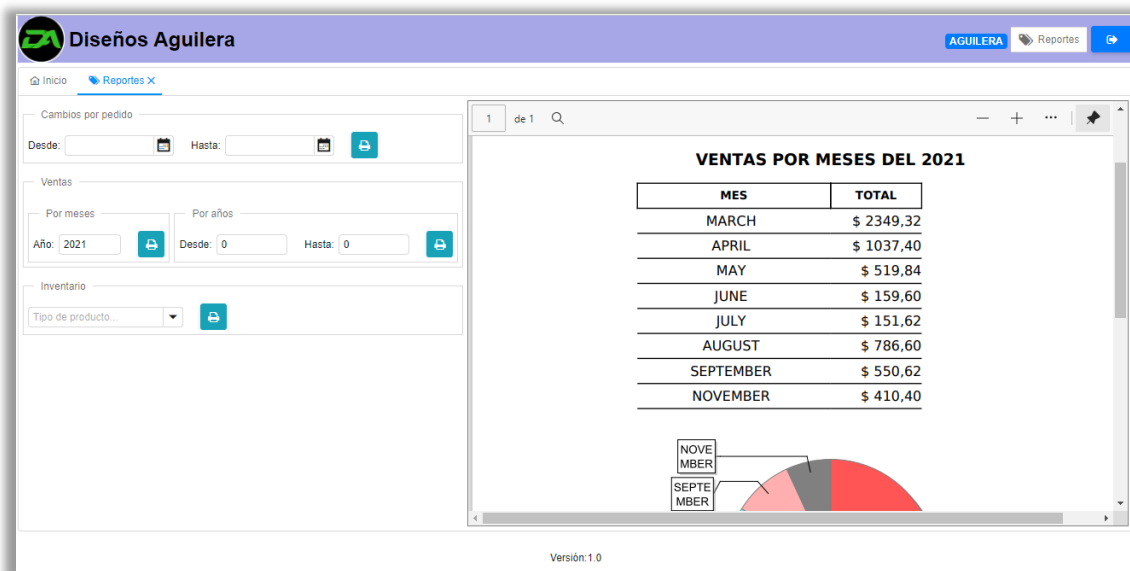 DA Diseños Aguilera
AGUILERA Reportes
Inicio Reportes
Cambios por pedido
Desde: Hasta:
Ventas
Por meses Por años
Año: 2021 Desde: 0 Hasta: 0
Inventario
Tipo de producto...
1 de 1
VENTAS POR MESES DEL 2021
MES TOTAL
MARCH $ 2349,32
APRIL $ 1037,40
MAY $ 519,84
JUNE $ 159,60
JULY $ 151,62
AUGUST $ 786,60
SEPTEMBER $ 550,62
NOVEMBER $ 410,40
NOVE
MBER
SEPTE
MBER
Versión:1.0